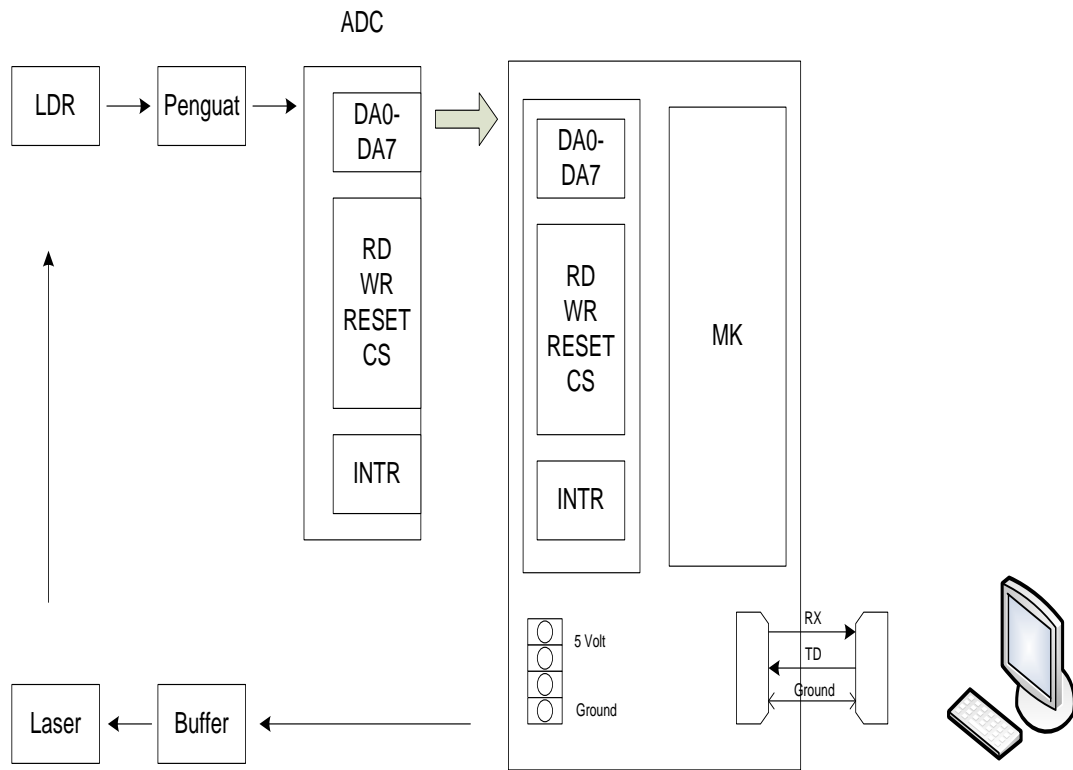 ADC
LDR
Penguat
DA0-
DA7
RD
WR
RESET
CS
INTR
DA0-
DA7
RD
WR
RESET
CS
INTR
MK
5 Volt
Ground
RX
TD
Ground
Laser
Buffer